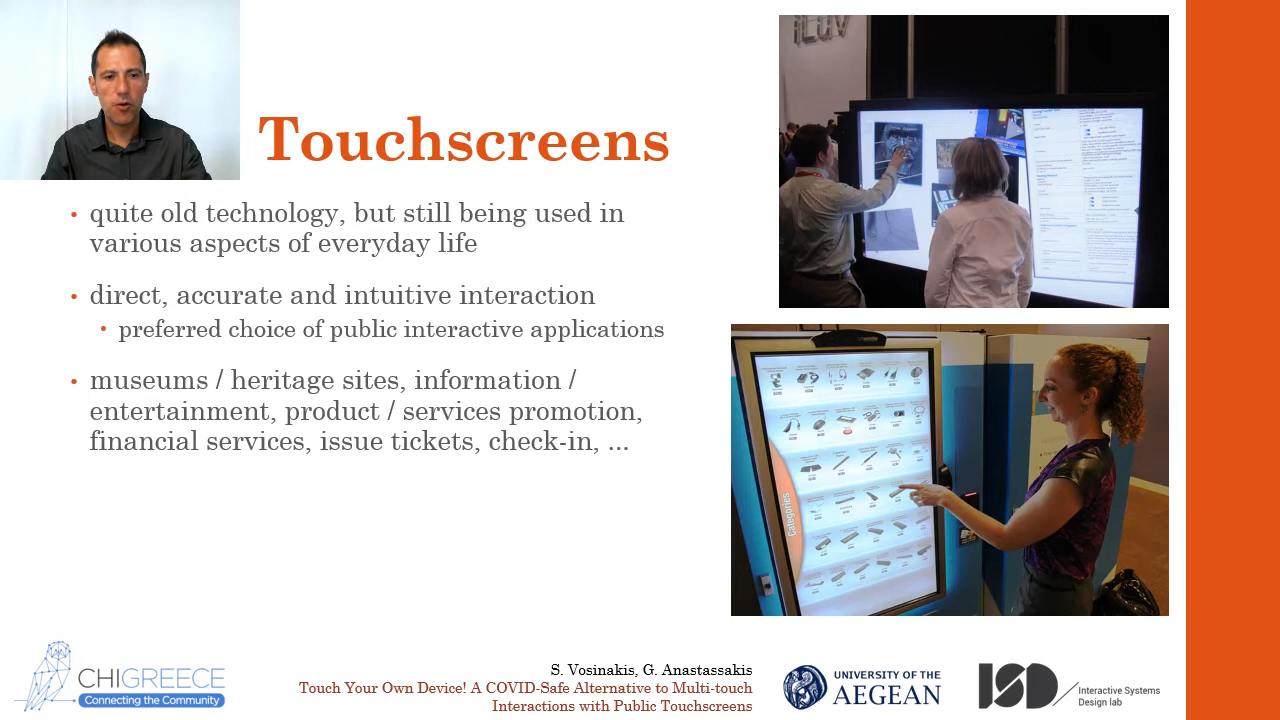 iLuv
Touchscreens
• quite old technology, but still being used in
various aspects of everyday life
• direct, accurate and intuitive interaction
• preferred choice of public interactive applications
• museums / heritage sites, information /
entertainment, product / services promotion,
financial services, issue tickets, check-in, ...
Categories
CHIGREECE
Connecting the Community
S. Vosinakis, G. Anastassakis
Touch Your Own Device! A COVID-Safe Alternative to Multi-touch
Interactions with Public Touchscreens
UNIVERSITY OF THE
AEGEAN
ISD
Interactive Systems
Design lab